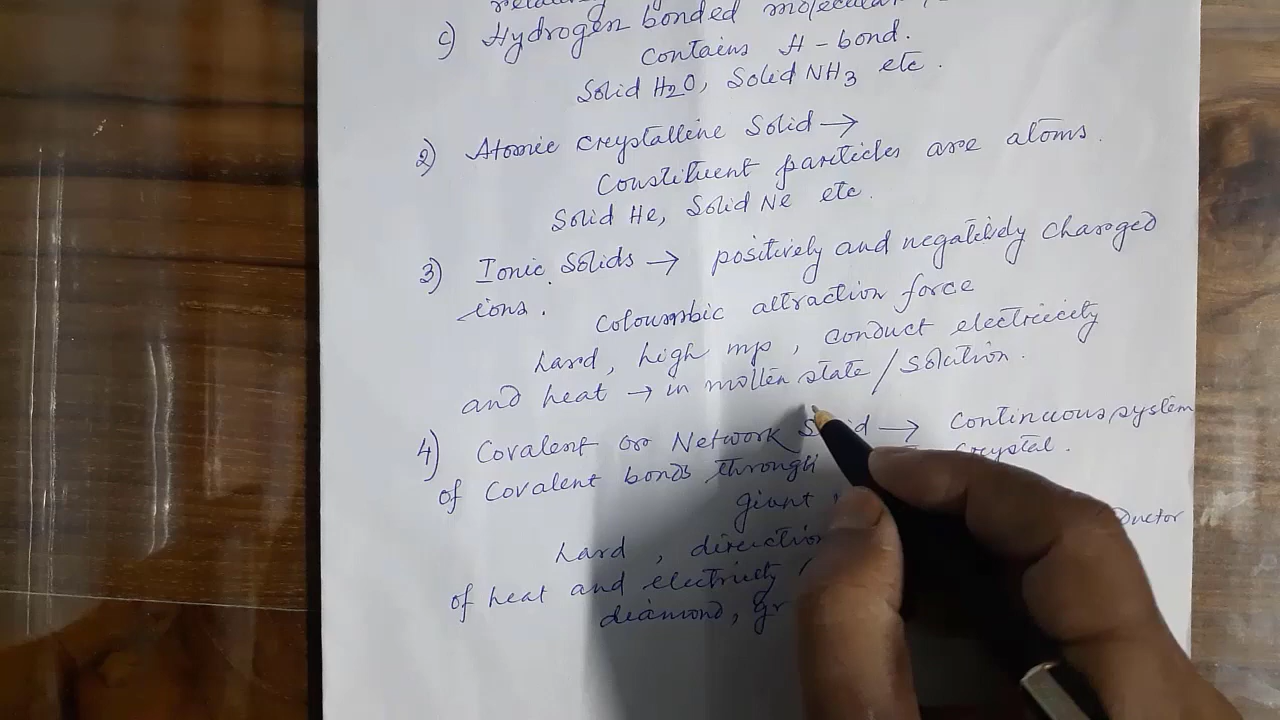 c) Hydrogen bonded molecular
Contains H-bond.
Solid H2O, Solid NH3 etc.
2) Atomic crystalline Solid →
Constituent particles are atoms.
Solid He, Solid Ne etc.
3) Ionic Solids → positively and negatively charged
ions.
Coloumbic attraction force
hard, high mp, conduct electricity
and heat → in molten state / solution.
4) Covalent or Network → Continuous system
of Covalent bonds through crystal.
giant
hard,
of heat and electricity
diamond,